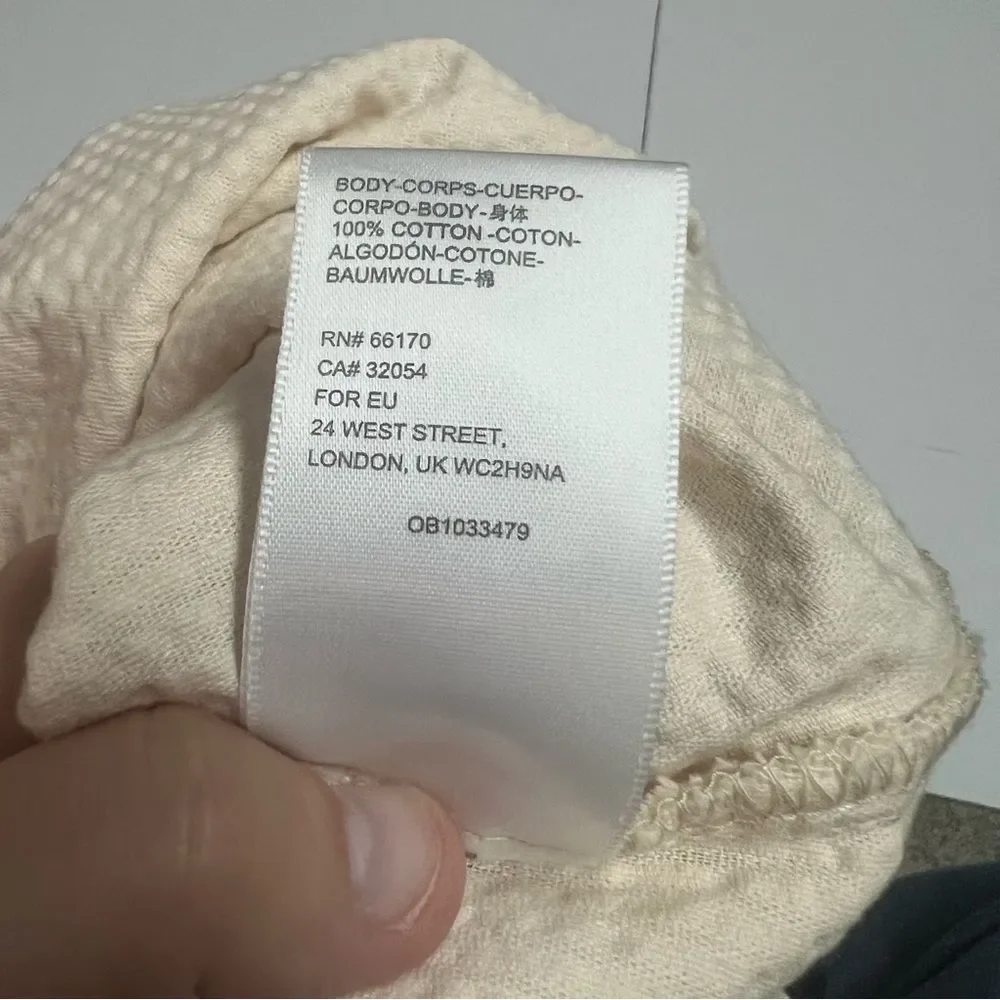 BODY-CORPS-CUERPO-
CORPO-BODY-身体
100% COTTON -COTON-
ALGODÓN-COTONE-
BAUMWOLLE-棉
RN# 66170
CA# 32054
FOR EU
24 WEST STREET,
LONDON, UK WC2H9NA
OB1033479